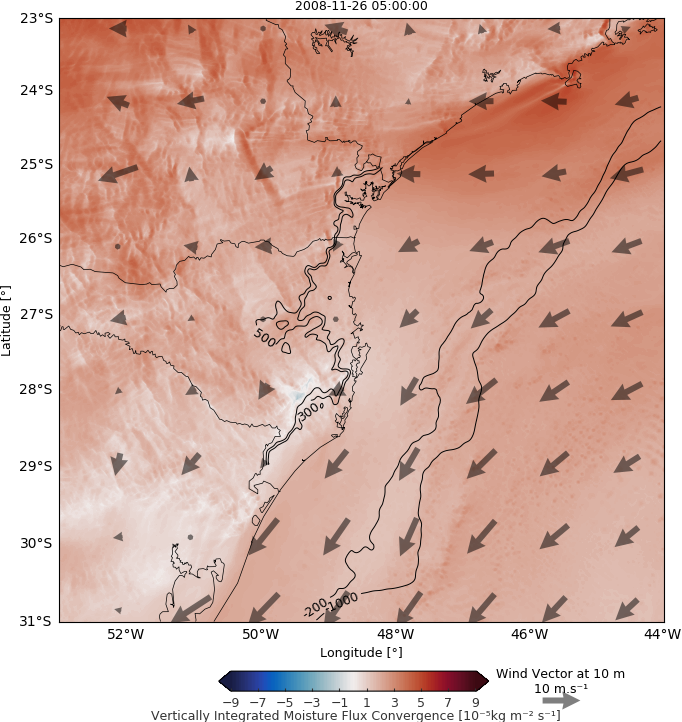 2008-11-26 05:00:00
23°S
24°S
25°S
26°S
27°S
28°S
29°S
30°S
31°S
Latitude [°]
500
300
-200
-1000
52°W 50°W 48°W 46°W 44°W
Longitude [°]
Wind Vector at 10 m
10 m.s⁻¹
−9 −7 −5 −3 −1 1 3 5 7 9
Vertically Integrated Moisture Flux Convergence [10⁻⁵kg m⁻² s⁻¹]